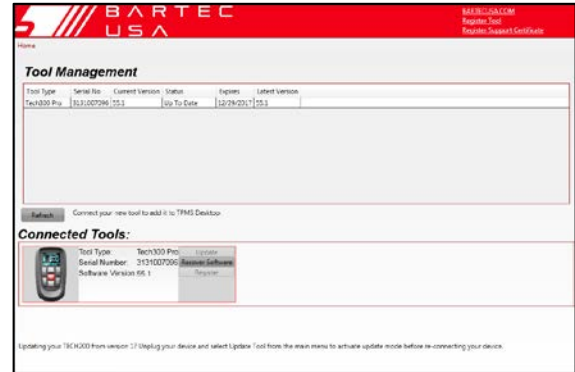 BARTEC
USA
BARTECUSA.COM
Register Tool
Register Support Certificate
Home
Tool Management
Tool Type Serial No Current Version Status Expires Latest Version
Tech300 Pro 3131007096 55.1 Up To Date 12/29/2017 55.1
Refresh Connect your new tool to add it to TPMS Desktop
Connected Tools:
Tool Type: Tech300 Pro Update
Serial Number: 3131007096 Recover Software
Software Version 55.1 Register
Updating your TECH300 from version 1? Unplug your device and select Update Tool from the main menu to activate update mode before re-connecting your device.